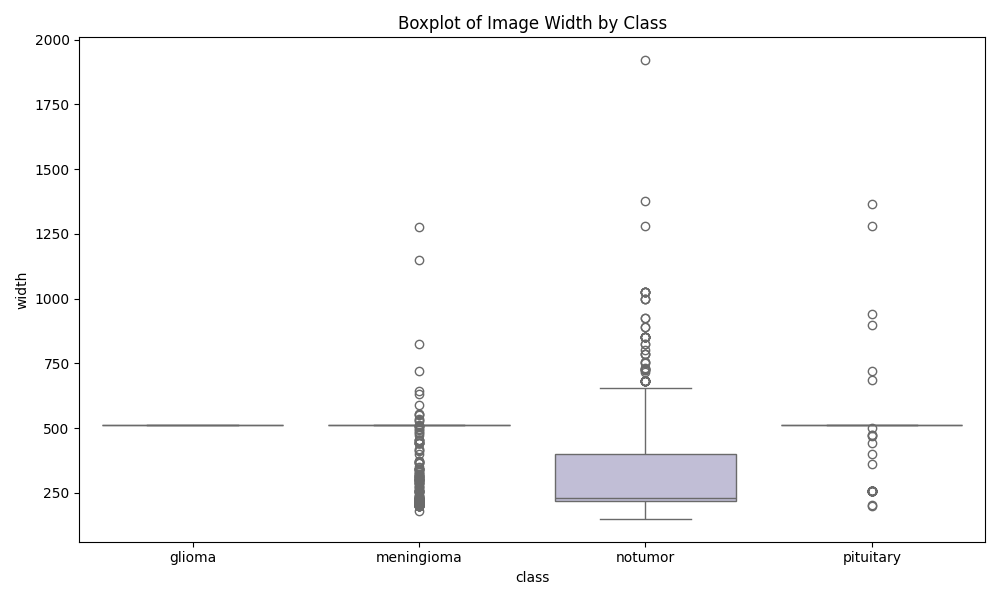 Boxplot of Image Width by Class
2000
1750
1500
1250
1000
750
500
250
width
glioma meningioma notumor pituitary
class